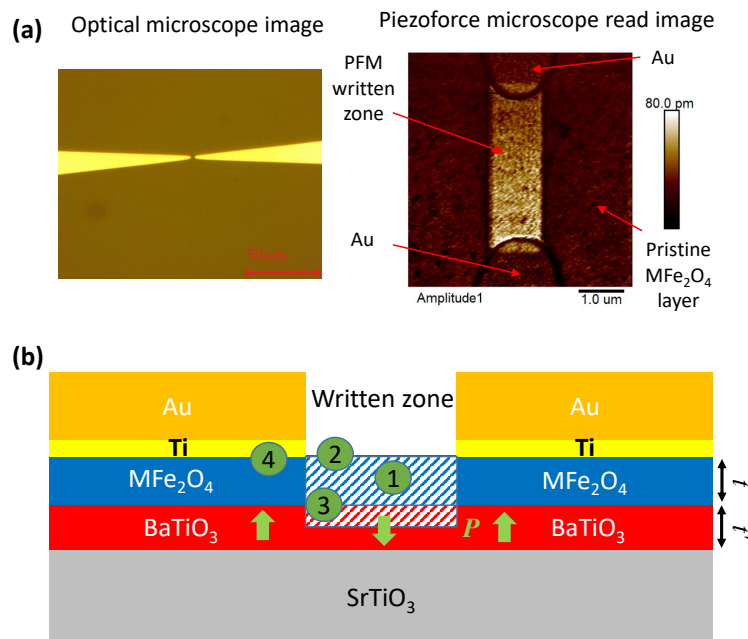 (a)
Optical microscope image
Piezoforce microscope read image
PFM
written
zone
Au
80.0 pm
50um
Au
Amplitude1
1.0 um
Pristine
MFe₂O₄
layer
(b)
Au
Written zone
Au
Ti
Ti
4
2
1
MFe₂O₄
MFe₂O₄
t
3
BaTiO₃
P
BaTiO₃
t'
SrTiO₃